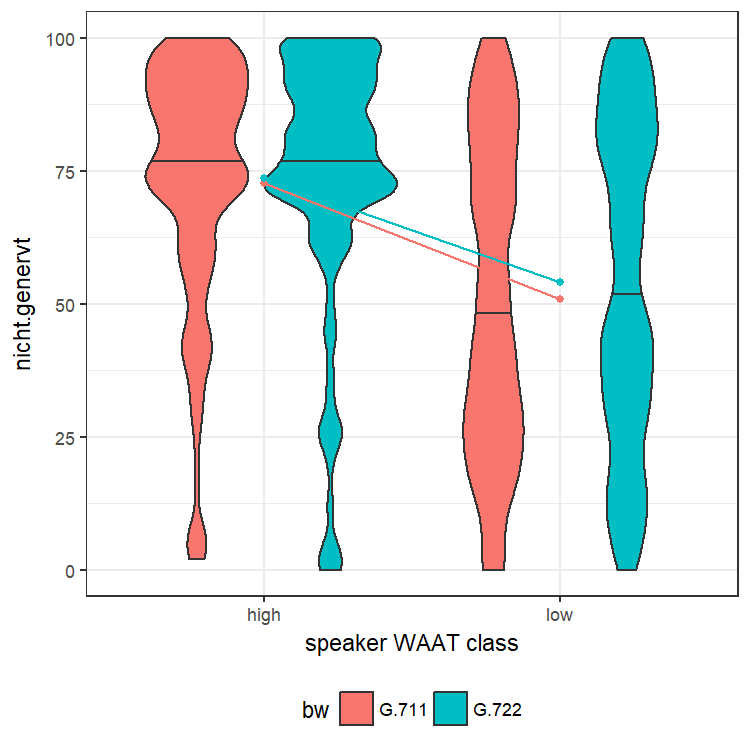 100
75
50
25
0
nicht.genervt
high low
speaker WAAT class
bw G.711 G.722